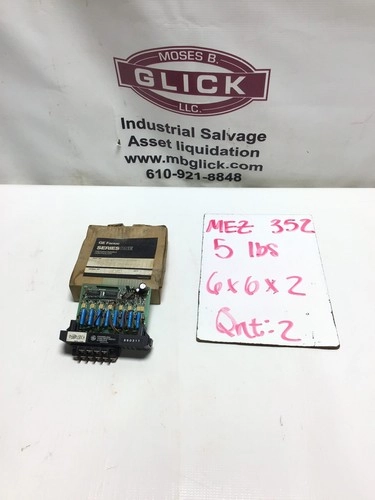 MOSES B.
GLICK
LLC.
Industrial Salvage
Asset liquidation
www.mbglick.com
610-921-8848
GE Fanuc
SERIES
MEZ 352
5 lbs
6x6x2
Qnt:2